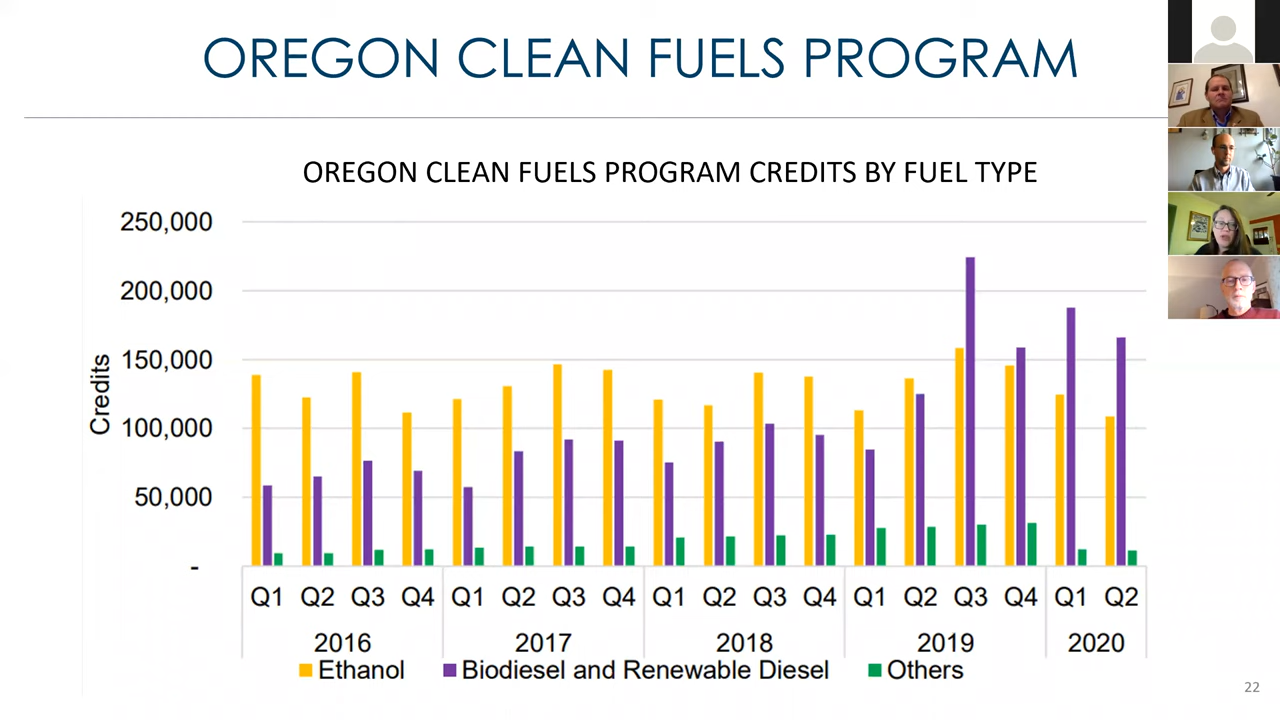 OREGON CLEAN FUELS PROGRAM
OREGON CLEAN FUELS PROGRAM CREDITS BY FUEL TYPE
250,000
200,000
150,000
100,000
50,000
-
Credits
Q1 Q2 Q3 Q4 Q1 Q2 Q3 Q4 Q1 Q2 Q3 Q4 Q1 Q2 Q3 Q4 Q1 Q2
2016 2017 2018 2019 2020
Ethanol Biodiesel and Renewable Diesel Others
22